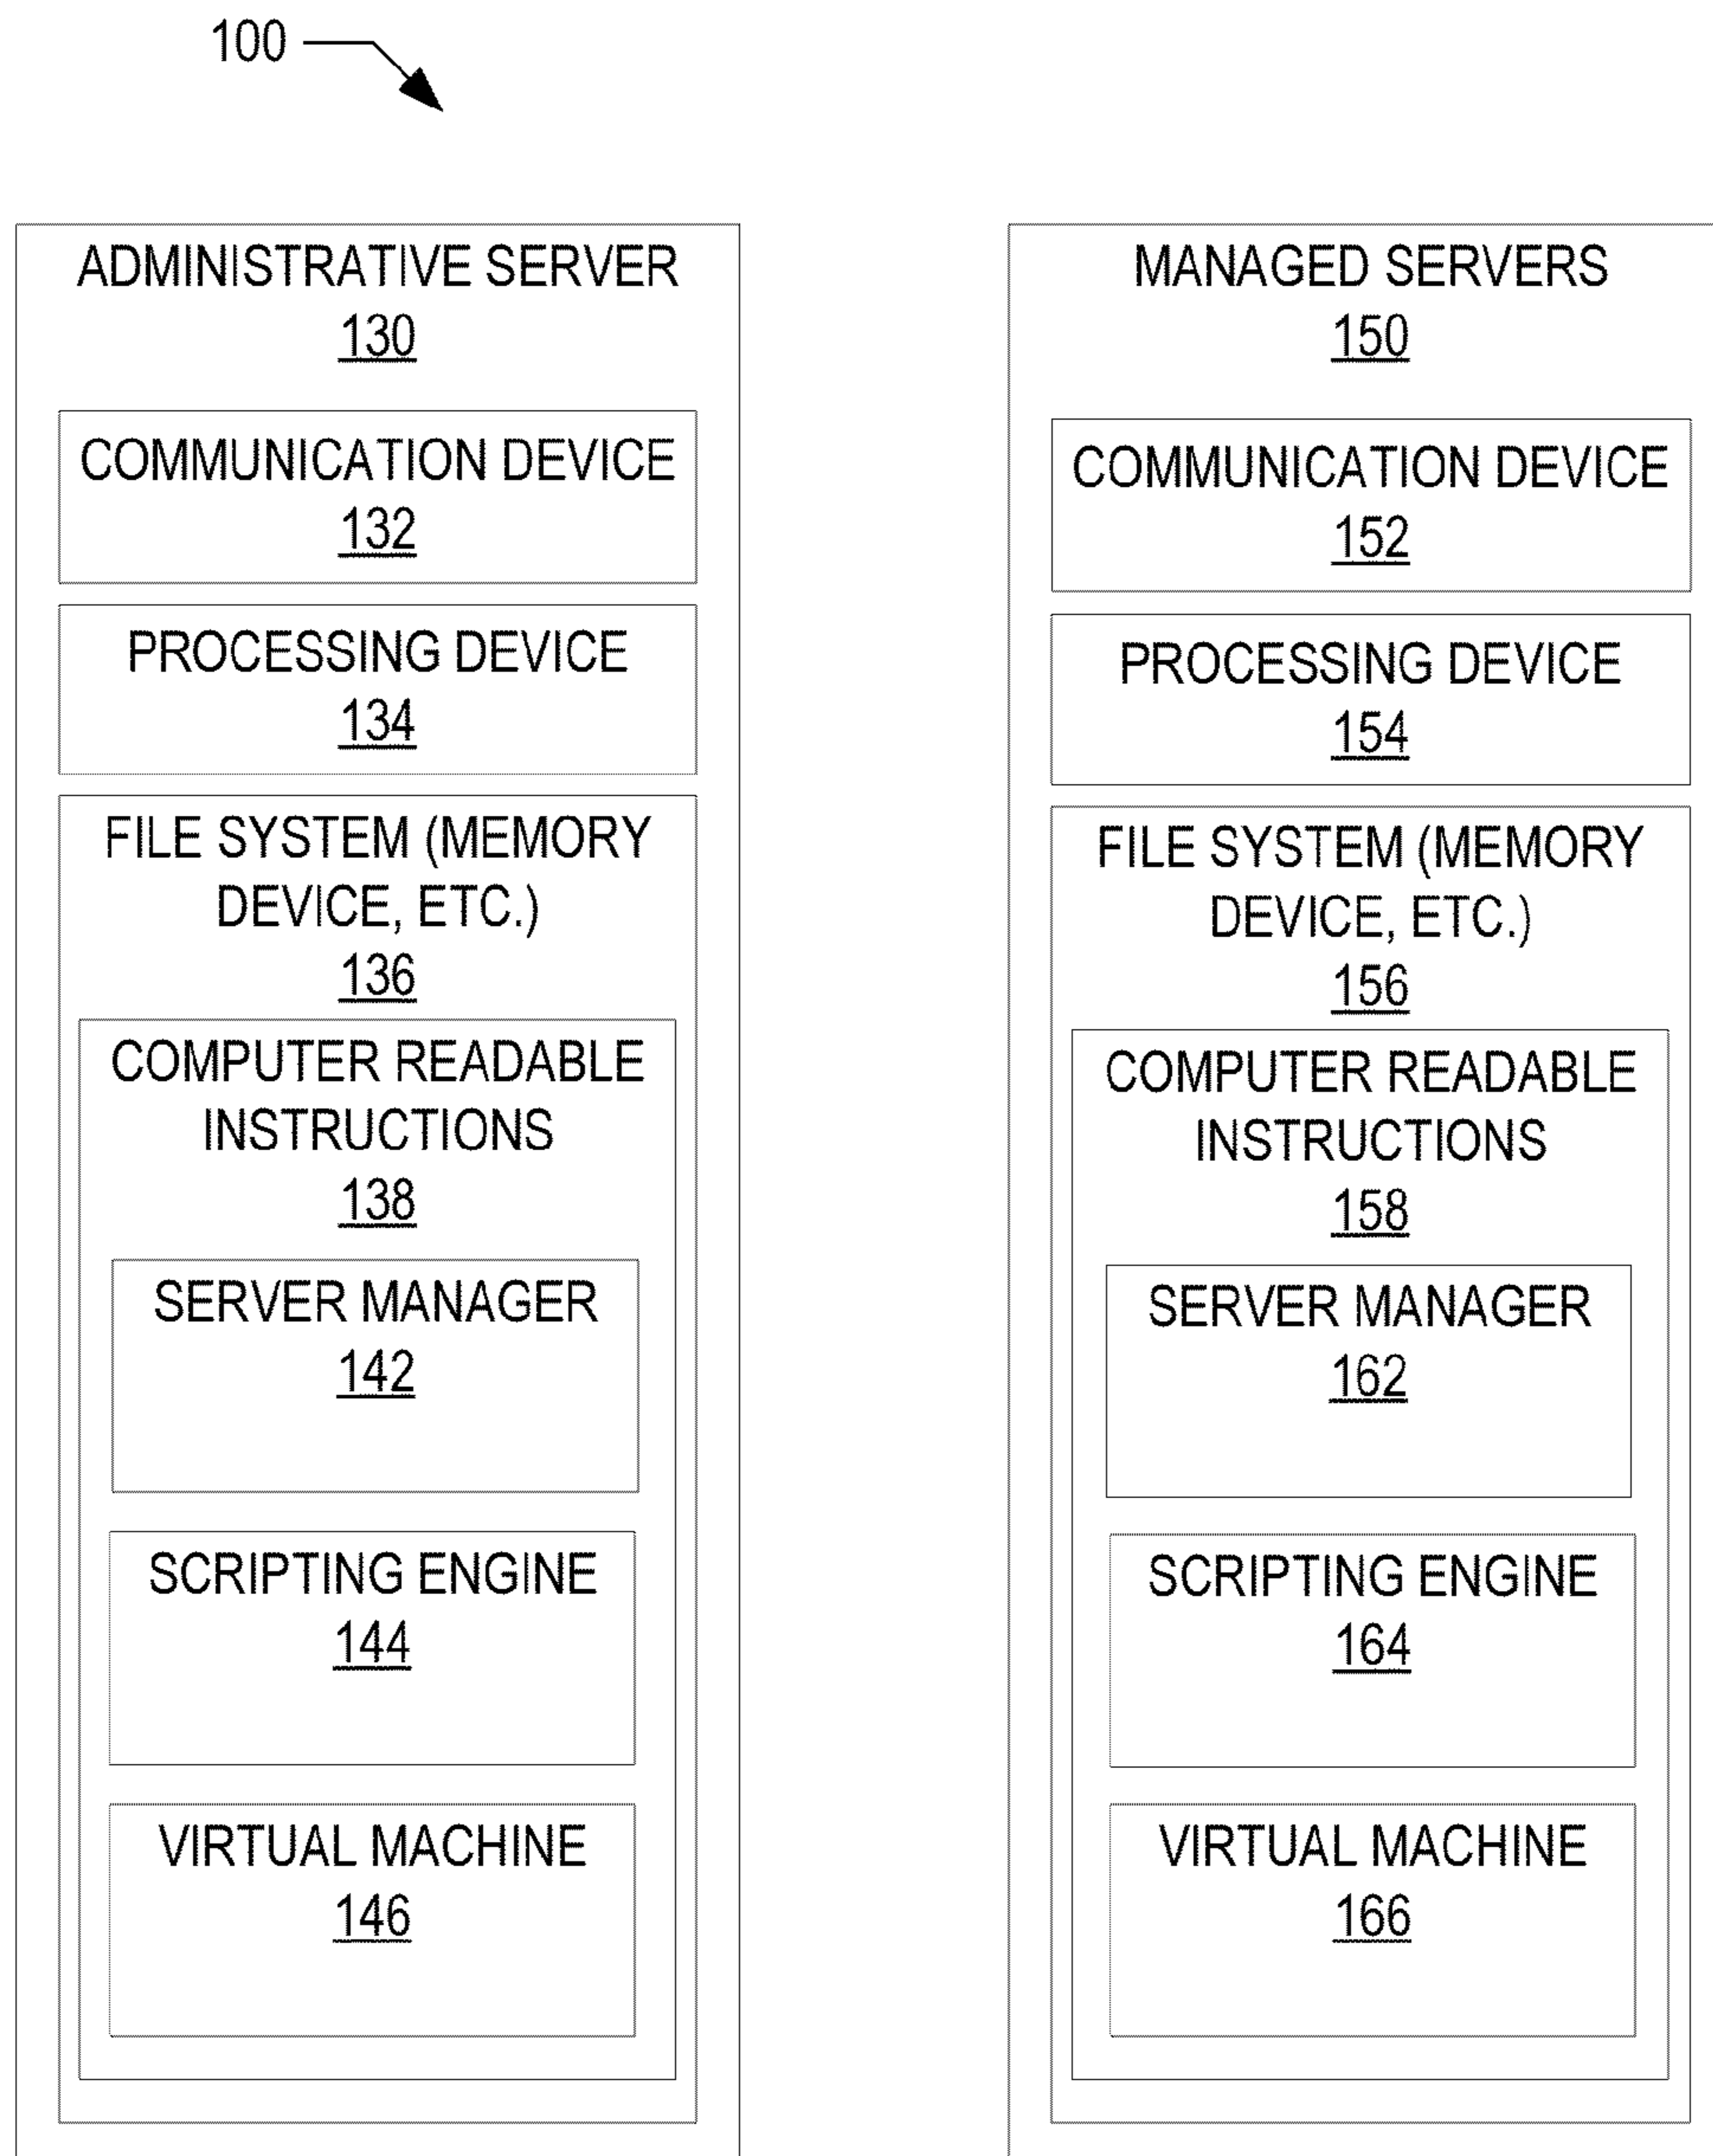 100
ADMINISTRATIVE SERVER
130
COMMUNICATION DEVICE
132
PROCESSING DEVICE
134
FILE SYSTEM (MEMORY
DEVICE, ETC.)
136
COMPUTER READABLE
INSTRUCTIONS
138
SERVER MANAGER
142
SCRIPTING ENGINE
144
VIRTUAL MACHINE
146
MANAGED SERVERS
150
COMMUNICATION DEVICE
152
PROCESSING DEVICE
154
FILE SYSTEM (MEMORY
DEVICE, ETC.)
156
COMPUTER READABLE
INSTRUCTIONS
158
SERVER MANAGER
162
SCRIPTING ENGINE
164
VIRTUAL MACHINE
166